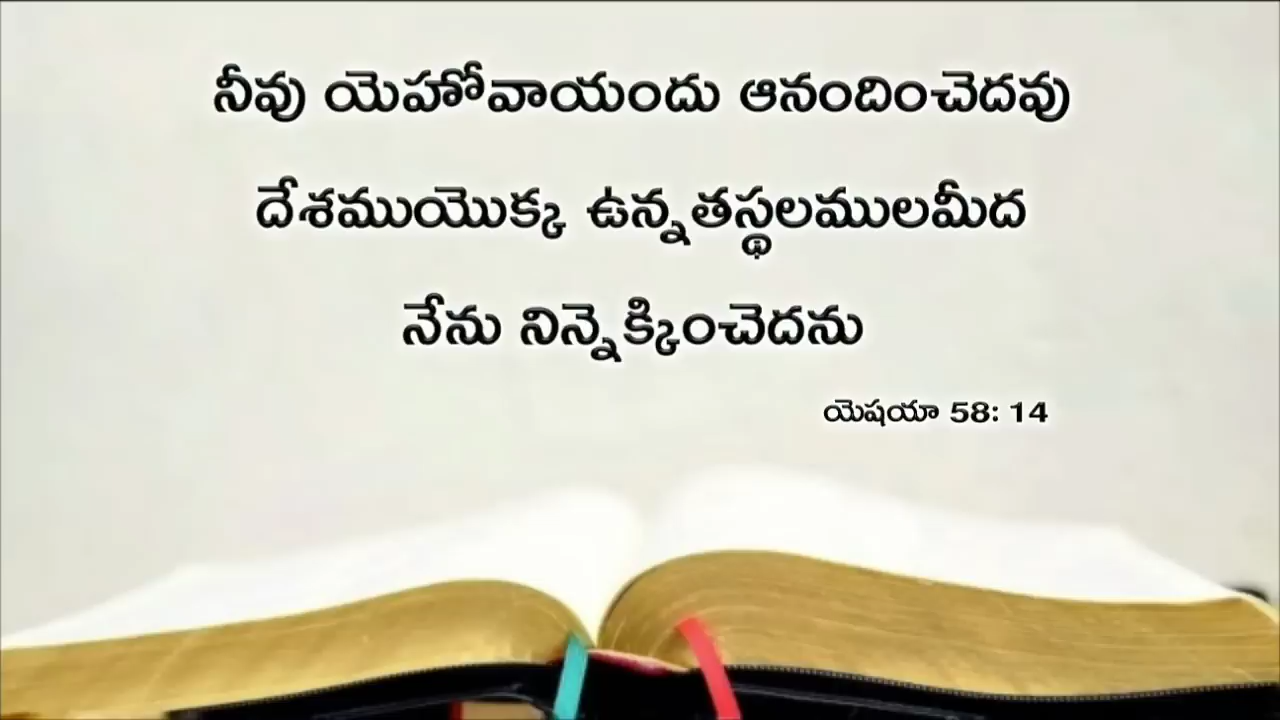 నీవు యెహోవాయందు ఆనందించెదవు
దేశముయొక్క ఉన్నతస్థలములమీద
నేను నిన్నెక్కించెదను
యెషయా 58: 14